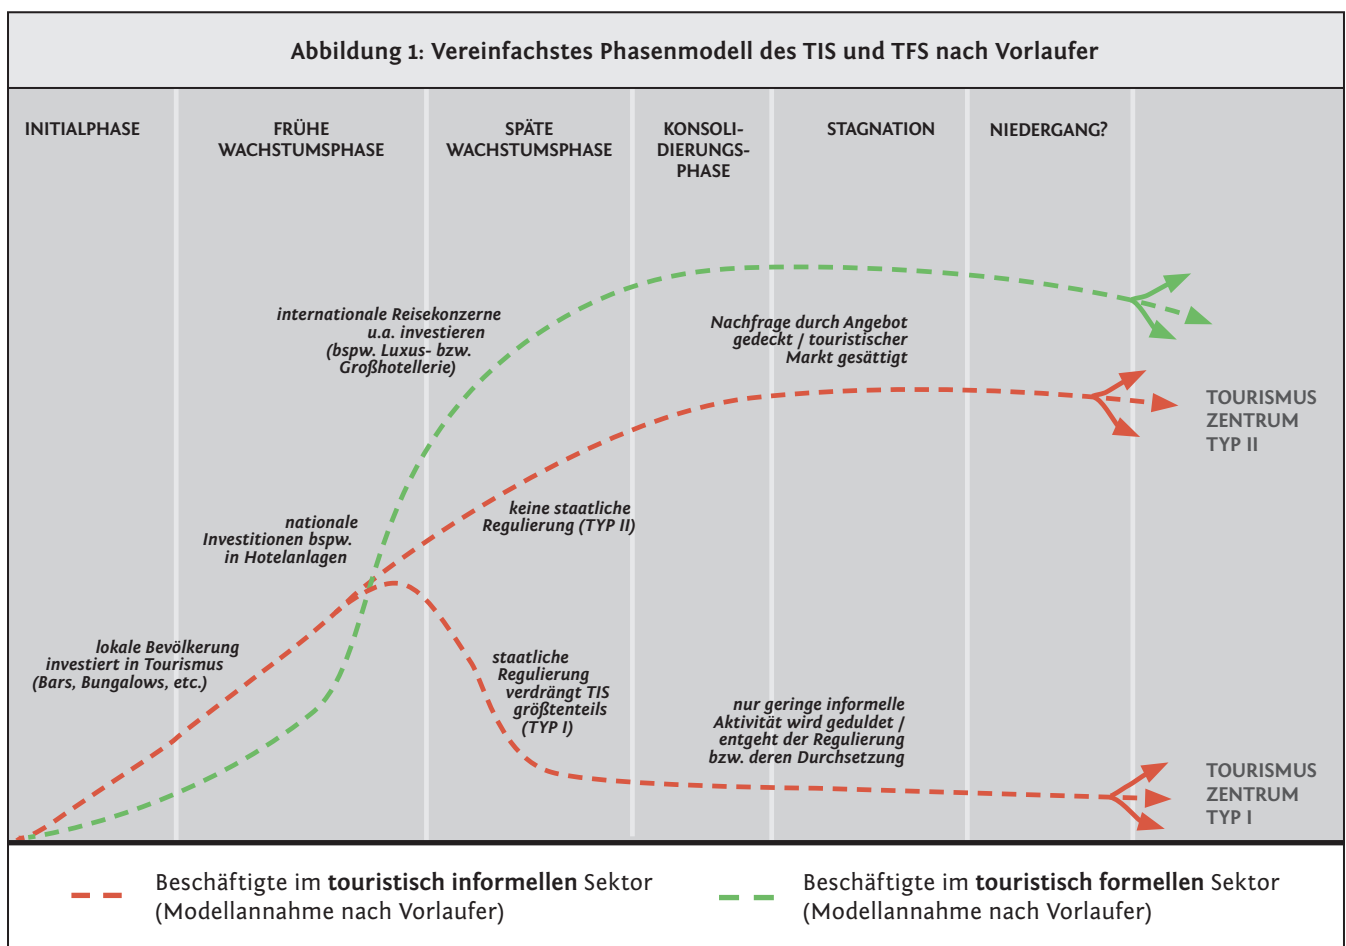 Abbildung 1: Vereinfachstes Phasenmodell des TIS und TFS nach Vorlaufer
INITIALPHASE
FRÜHE
WACHSTUMSPHASE
SPÄTE
WACHSTUMSPHASE
KONSOLI-
DIERUNGS-
PHASE
STAGNATION
NIEDERGANG?
internationale Reisekonzerne
u.a. investieren
(bspw. Luxus- bzw.
Großhotellerie)
Nachfrage durch Angebot
gedeckt / touristischer
Markt gesättigt
TOURISMUS
ZENTRUM
TYP II
nationale
Investitionen bspw.
in Hotelanlagen
keine staatliche
Regulierung (TYP II)
lokale Bevölkerung
investiert in Tourismus
(Bars, Bungalows, etc.)
staatliche
Regulierung
verdrängt TIS
größtenteils
(TYP I)
nur geringe informelle
Aktivität wird geduldet /
entgeht der Regulierung
bzw. deren Durchsetzung
TOURISMUS
ZENTRUM
TYP I
Beschäftigte im touristisch informellen Sektor
(Modellannahme nach Vorlaufer)
Beschäftigte im touristisch formellen Sektor
(Modellannahme nach Vorlaufer)